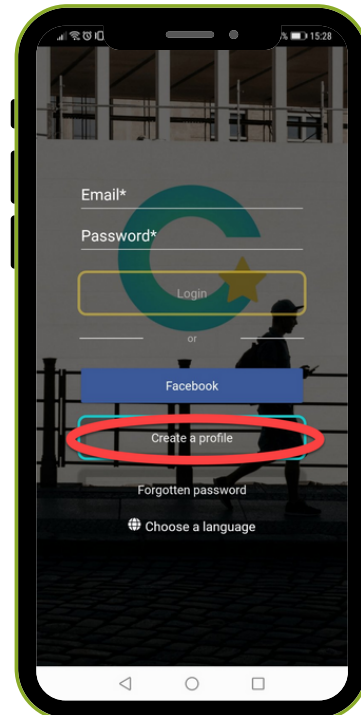 15:28
Email*
Password*
Login
or
Facebook
Create a profile
Forgotten password
Choose a language